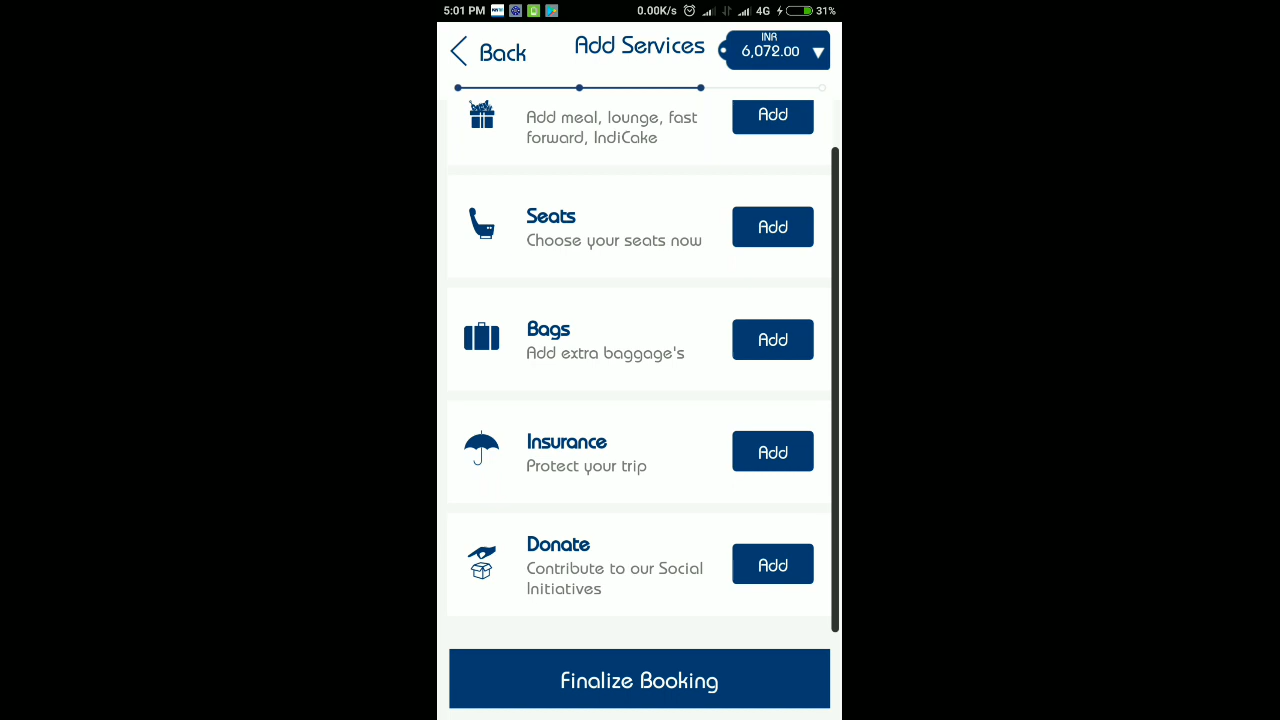 5:01 PM 0.00K/s 4G 31%
Back Add Services INR
6,072.00
Add meal, lounge, fast
forward, IndiCake
Add
Seats
Choose your seats now
Add
Bags
Add extra baggage's
Add
Insurance
Protect your trip
Add
Donate
Contribute to our Social
Initiatives
Add
Finalize Booking